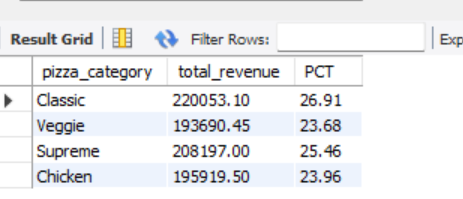 Result Grid Filter Rows: Exp
pizza_category total_revenue PCT
Classic 220053.10 26.91
Veggie 193690.45 23.68
Supreme 208197.00 25.46
Chicken 195919.50 23.96